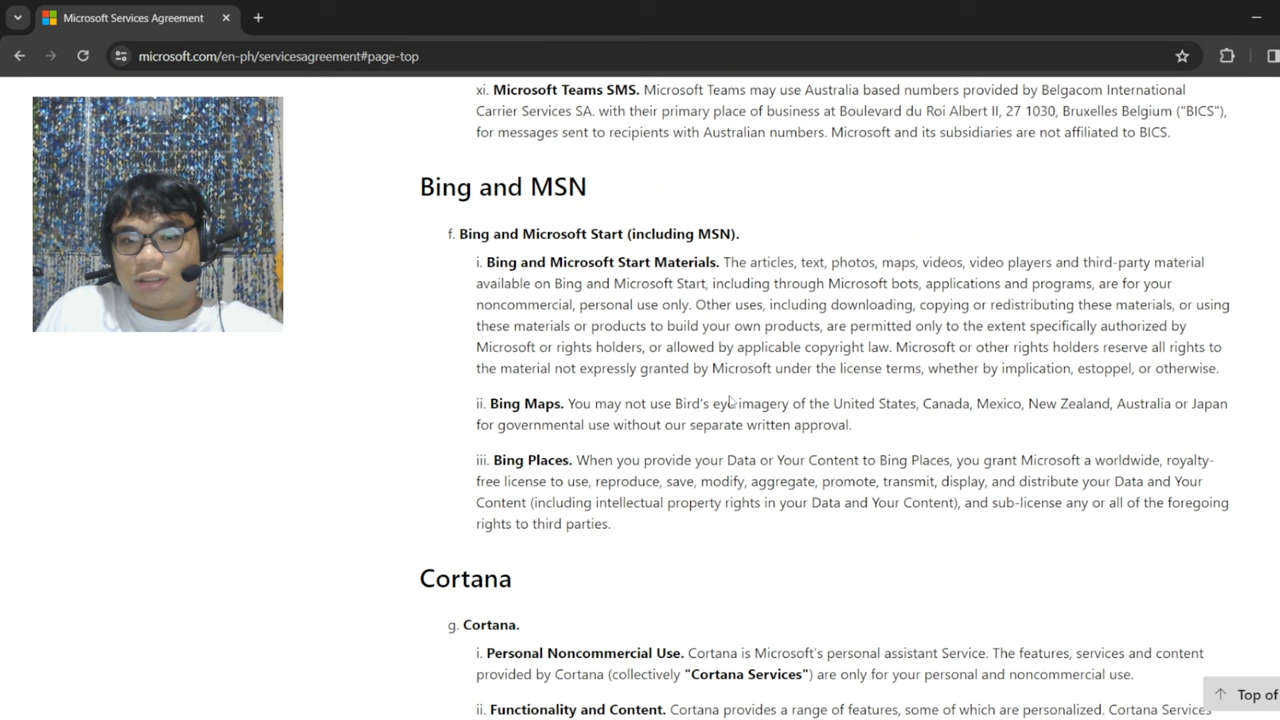 Microsoft Services Agreement
microsoft.com/en-ph/servicesagreement#page-top
xi. Microsoft Teams SMS. Microsoft Teams may use Australia based numbers provided by Belgacom International
Carrier Services SA. with their primary place of business at Boulevard du Roi Albert II, 27 1030, Bruxelles Belgium ("BICS"),
for messages sent to recipients with Australian numbers. Microsoft and its subsidiaries are not affiliated to BICS.
Bing and MSN
f. Bing and Microsoft Start (including MSN).
i. Bing and Microsoft Start Materials. The articles, text, photos, maps, videos, video players and third-party material
available on Bing and Microsoft Start, including through Microsoft bots, applications and programs, are for your
noncommercial, personal use only. Other uses, including downloading, copying or redistributing these materials, or using
these materials or products to build your own products, are permitted only to the extent specifically authorized by
Microsoft or rights holders, or allowed by applicable copyright law. Microsoft or other rights holders reserve all rights to
the material not expressly granted by Microsoft under the license terms, whether by implication, estoppel, or otherwise.
ii. Bing Maps. You may not use Bird's eye imagery of the United States, Canada, Mexico, New Zealand, Australia or Japan
for governmental use without our separate written approval.
iii. Bing Places. When you provide your Data or Your Content to Bing Places, you grant Microsoft a worldwide, royalty-
free license to use, reproduce, save, modify, aggregate, promote, transmit, display, and distribute your Data and Your
Content (including intellectual property rights in your Data and Your Content), and sub-license any or all of the foregoing
rights to third parties.
Cortana
g. Cortana.
i. Personal Noncommercial Use. Cortana is Microsoft's personal assistant Service. The features, services and content
provided by Cortana (collectively "Cortana Services") are only for your personal and noncommercial use.
Top of
ii. Functionality and Content. Cortana provides a range of features, some of which are personalized. Cortana Services